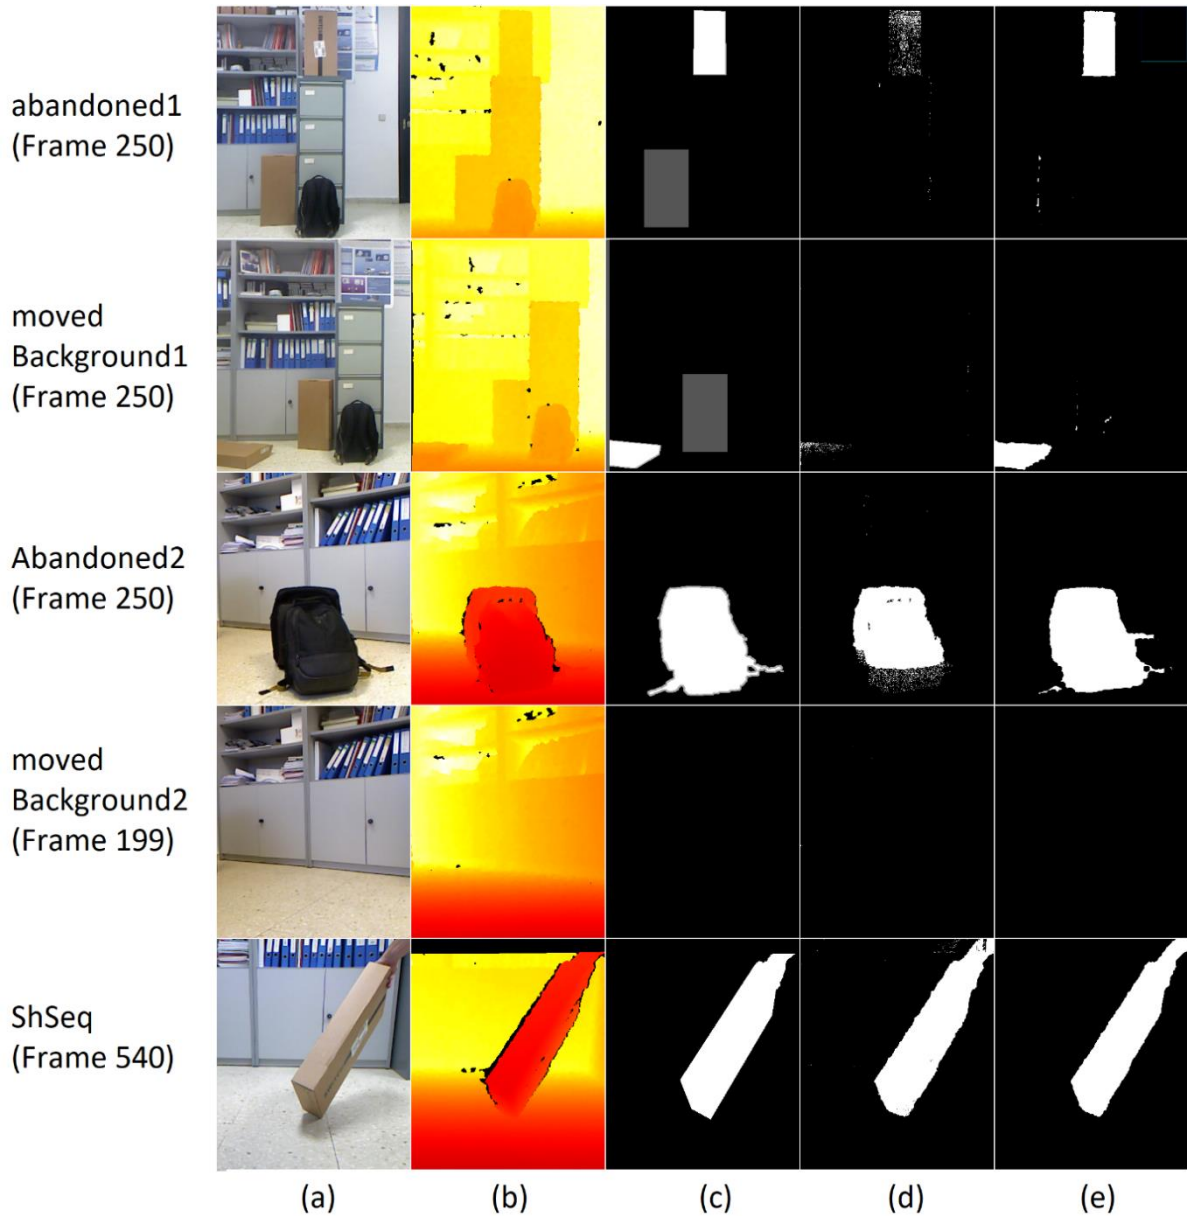 abandoned1
(Frame 250)
moved
Background1
(Frame 250)
Abandoned2
(Frame 250)
moved
Background2
(Frame 199)
ShSeq
(Frame 540)
(a) (b) (c) (d) (e)